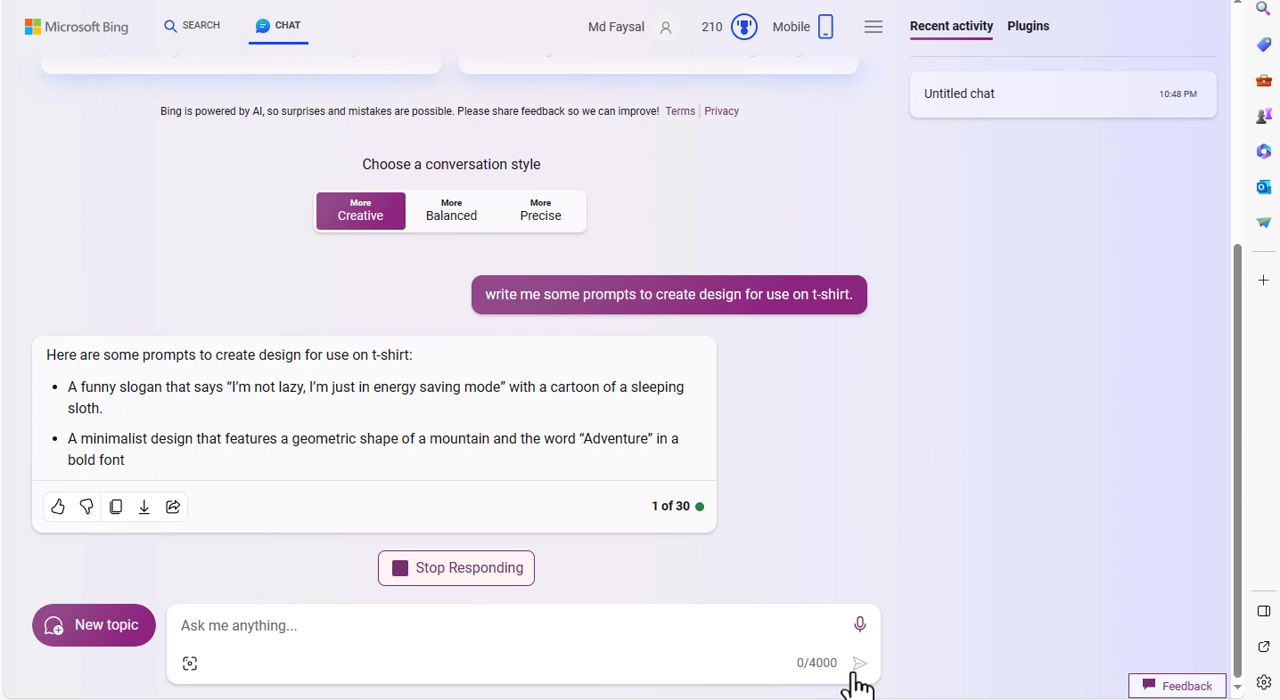 Microsoft Bing
SEARCH
CHAT
Md Faysal
210
Mobile
Recent activity
Plugins
Untitled chat
10:48 PM
Bing is powered by AI, so surprises and mistakes are possible. Please share feedback so we can improve! Terms Privacy
Choose a conversation style
More
Creative
More
Balanced
More
Precise
write me some prompts to create design for use on t-shirt.
Here are some prompts to create design for use on t-shirt:
• A funny slogan that says “I’m not lazy, I’m just in energy saving mode” with a cartoon of a sleeping
sloth.
• A minimalist design that features a geometric shape of a mountain and the word “Adventure” in a
bold font
1 of 30
Stop Responding
New topic
Ask me anything...
0/4000
Feedback